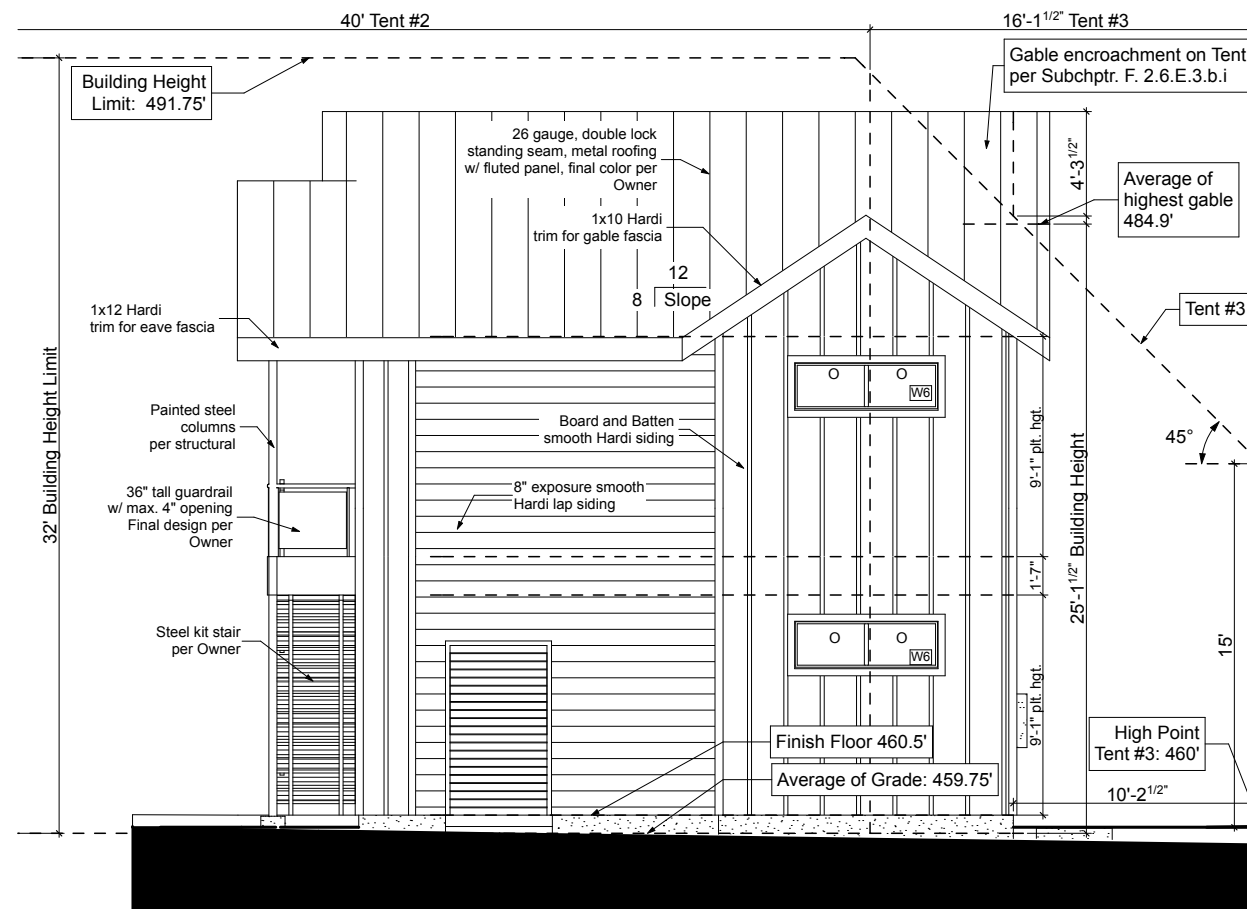 40' Tent #2
16'-1 1/2" Tent #3
Building Height
Limit: 491.75'
Gable encroachment on Tent
per Subchptr. F. 2.6.E.3.b.i
26 gauge, double lock
standing seam, metal roofing
w/ fluted panel, final color per
Owner
4'-3 1/2"
Average of
highest gable
484.9'
1x10 Hardi
trim for gable fascia
12
8
Slope
1x12 Hardi
trim for eave fascia
Tent #3
32' Building Height Limit
Painted steel
columns
per structural
Board and Batten
smooth Hardi siding
O
O
W6
9'-1" plt. hgt.
45°
36" tall guardrail
w/ max. 4" opening
Final design per
Owner
8" exposure smooth
Hardi lap siding
1'-7"
25'-1 1/2" Building Height
Steel kit stair
per Owner
O
O
W6
9'-1" plt. hgt.
15'
Finish Floor 460.5'
Average of Grade: 459.75'
High Point
Tent #3: 460'
10'-2 1/2"